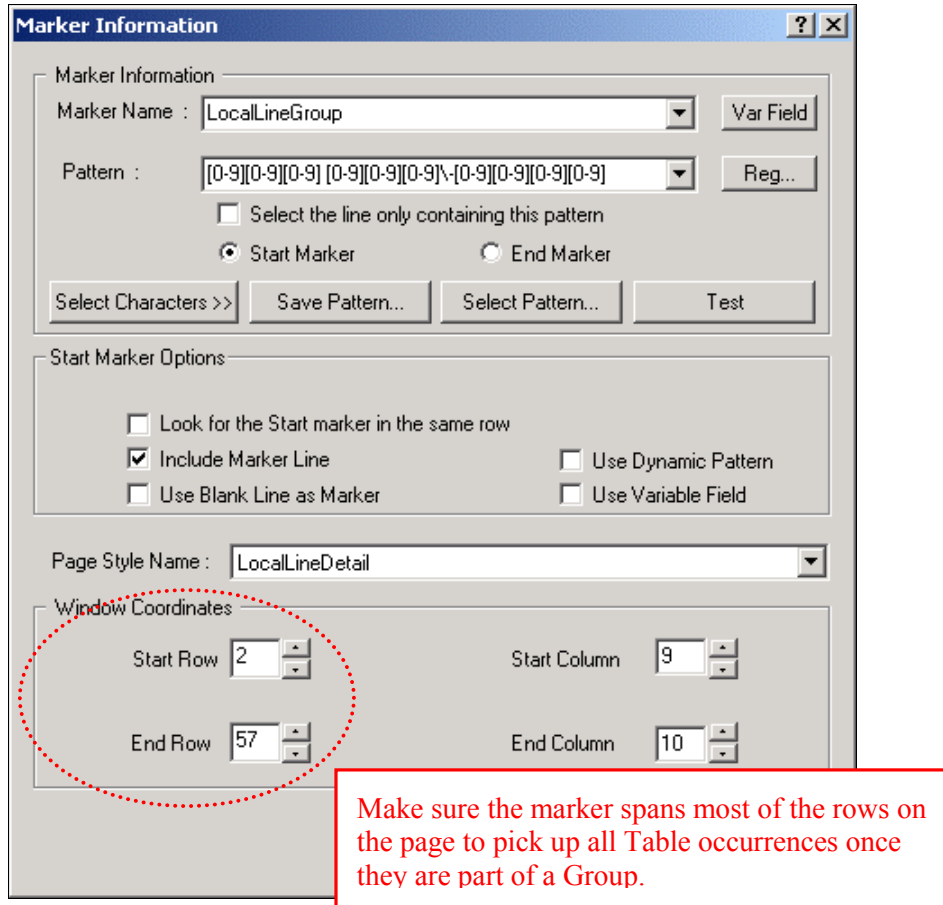 Marker Information
Marker Information
Marker Name : LocalLineGroup Var Field
Pattern : [0-9][0-9][0-9] [0-9][0-9][0-9]\-[0-9][0-9][0-9][0-9] Reg...
Select the line only containing this pattern
Start Marker End Marker
Select Characters >> Save Pattern... Select Pattern... Test
Start Marker Options
Look for the Start marker in the same row
Include Marker Line Use Dynamic Pattern
Use Blank Line as Marker Use Variable Field
Page Style Name : LocalLineDetail
Window Coordinates
Start Row 2 Start Column 9
End Row 57 End Column 10
Make sure the marker spans most of the rows on
the page to pick up all Table occurrences once
they are part of a Group.